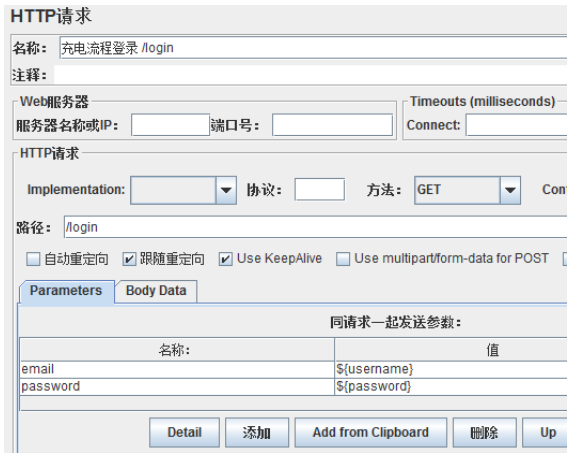 HTTP请求
名称： 充电流程登录 /login
注释：
Web服务器 Timeouts (milliseconds)
服务器名称或IP： 端口号： Connect:
HTTP请求
Implementation: 协议： 方法： GET
路径： /login
自动重定向 跟随重定向 Use KeepAlive Use multipart/form-data for POST
Parameters Body Data
同请求一起发送参数：
名称： 值
email ${username}
password ${password}
Detail 添加 Add from Clipboard 删除 Up